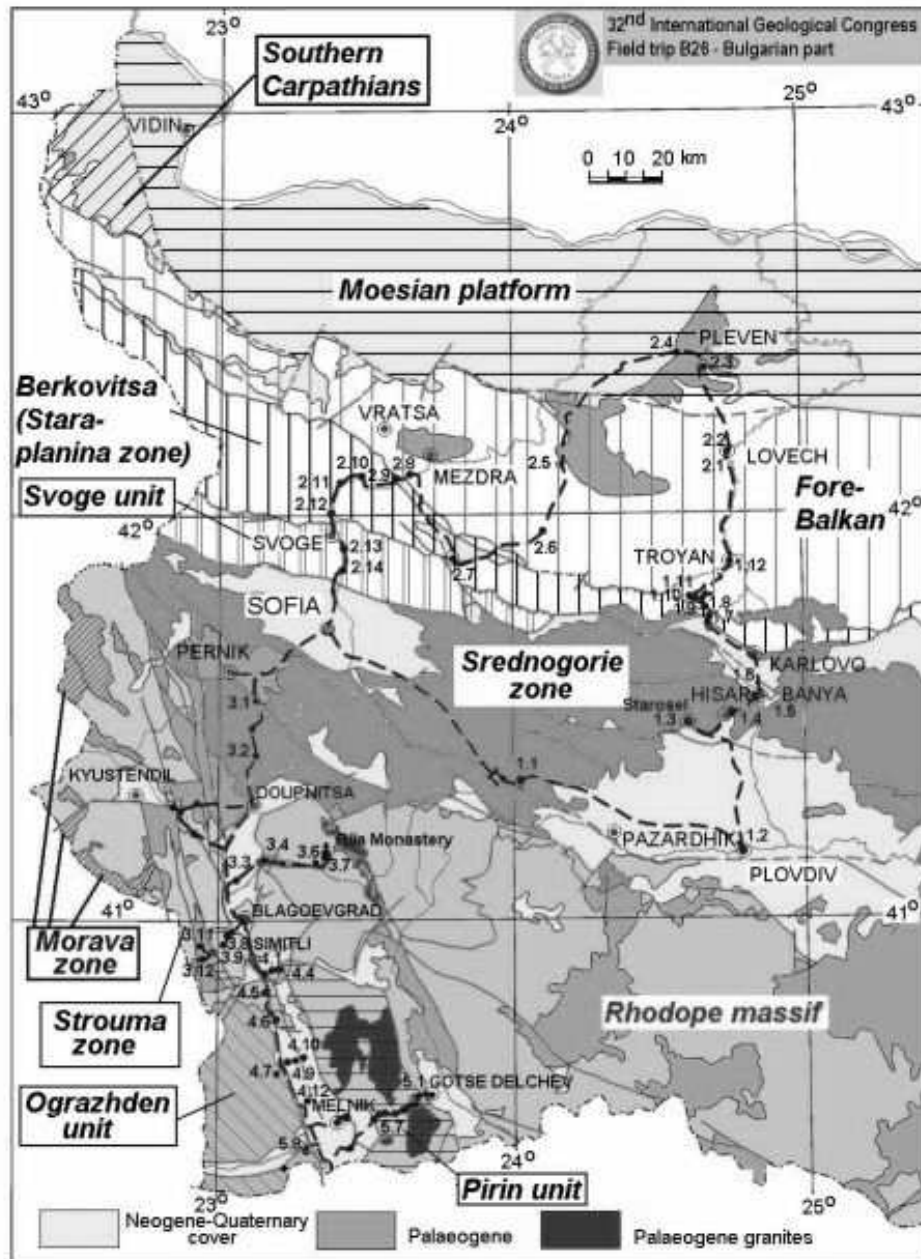 32nd International Geological Congress
Field trip B26 - Bulgarian part
23°
Southern
Carpathians
43°
24°
25°
43°
VIDIN
0 10 20 km
Moesian platform
2.4
PLEVEN
2.3
Berkovitsa
(Stara-
planina zone)
VRATSA
2.2
LOVECH
2.1
2.10
2.9
2.8
MEZDRA
2.5
2.11
2.12
Fore-
Balkan
Svoge unit
42°
42°
SVOGE
2.13
2.14
2.6
2.7
TROYAN
1.12
1.11
1.10
SOFIA
PERNIK
Srednogorie
zone
KARLOVO
HISAR
BANYA
Starosel
1.3
1.4
1.5
3.1
3.2
1.1
KYUSTENDIL
DOUPNITSA
PAZARDHIK
1.2
PLOVDIV
3.3
3.4
3.6
3.7
Rila Monastery
41°
41°
BLAGOEVGRAD
Morava
zone
3.11
3.12
3.8
3.9
SIMITLI
4.4
4.5
4.6
Strouma
zone
Rhodope massif
4.10
4.7
4.9
4.12
5.1
GOTSE DELCHEV
MELNIK
Ograzhden
unit
5.7
5.8
23°
24°
25°
Pirin unit
Neogene-Quaternary
cover
Palaeogene
Palaeogene granites